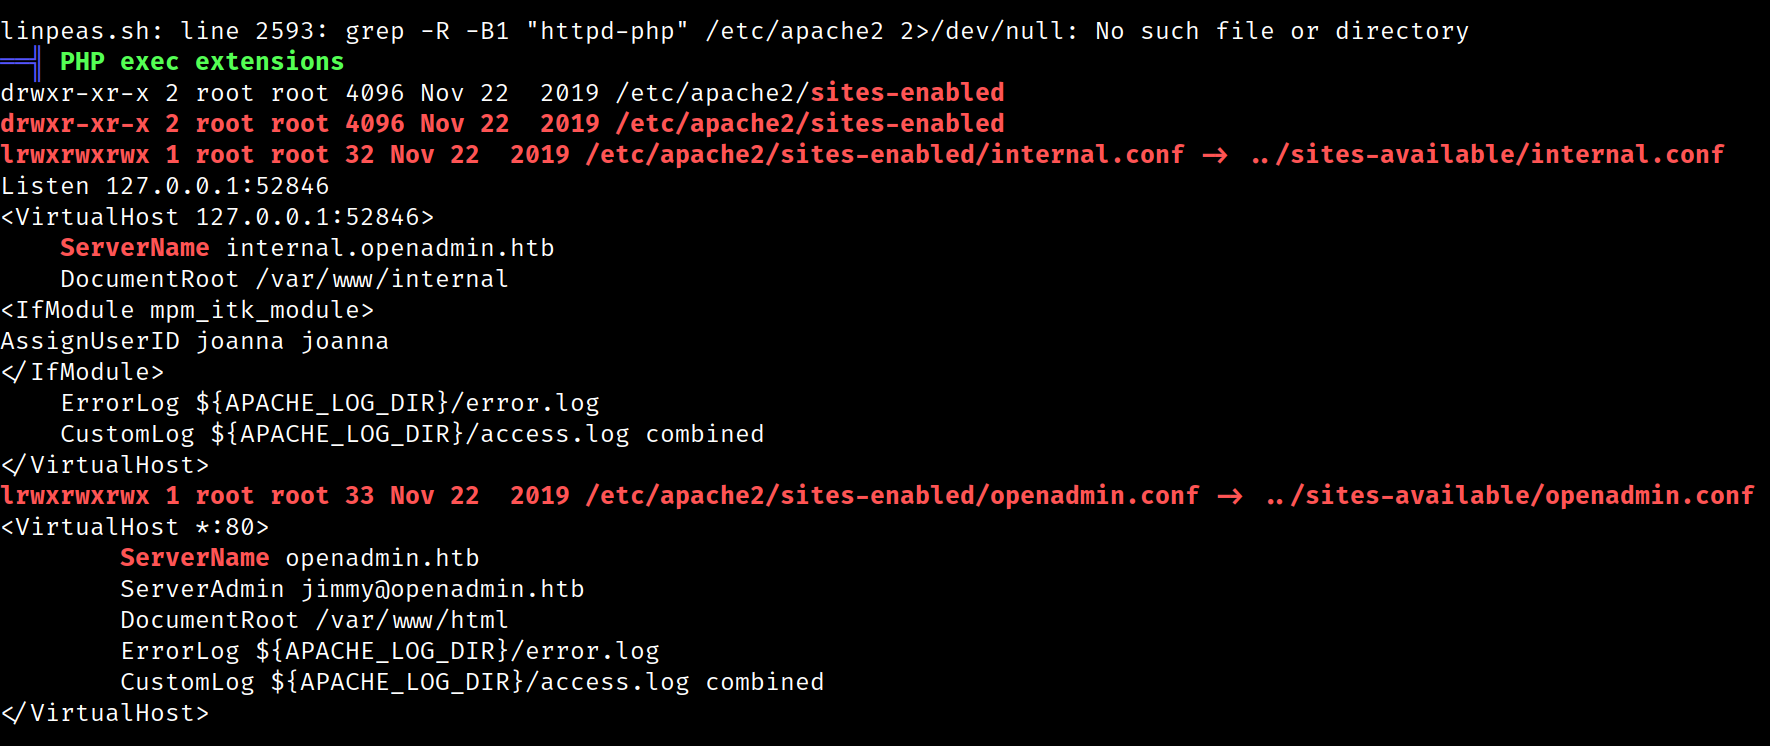 linpeas.sh: line 2593: grep -R -B1 "httpd-php" /etc/apache2 2>/dev/null: No such file or directory
══╣ PHP exec extensions
drwxr-xr-x 2 root root 4096 Nov 22  2019 /etc/apache2/sites-enabled
drwxr-xr-x 2 root root 4096 Nov 22  2019 /etc/apache2/sites-enabled
lrwxrwxrwx 1 root root 32 Nov 22  2019 /etc/apache2/sites-enabled/internal.conf -> ../sites-available/internal.conf
Listen 127.0.0.1:52846
<VirtualHost 127.0.0.1:52846>
    ServerName internal.openadmin.htb
    DocumentRoot /var/www/internal
<IfModule mpm_itk_module>
AssignUserID joanna joanna
</IfModule>
    ErrorLog ${APACHE_LOG_DIR}/error.log
    CustomLog ${APACHE_LOG_DIR}/access.log combined
</VirtualHost>
lrwxrwxrwx 1 root root 33 Nov 22  2019 /etc/apache2/sites-enabled/openadmin.conf -> ../sites-available/openadmin.conf
<VirtualHost *:80>
        ServerName openadmin.htb
        ServerAdmin jimmy@openadmin.htb
        DocumentRoot /var/www/html
        ErrorLog ${APACHE_LOG_DIR}/error.log
        CustomLog ${APACHE_LOG_DIR}/access.log combined
</VirtualHost>